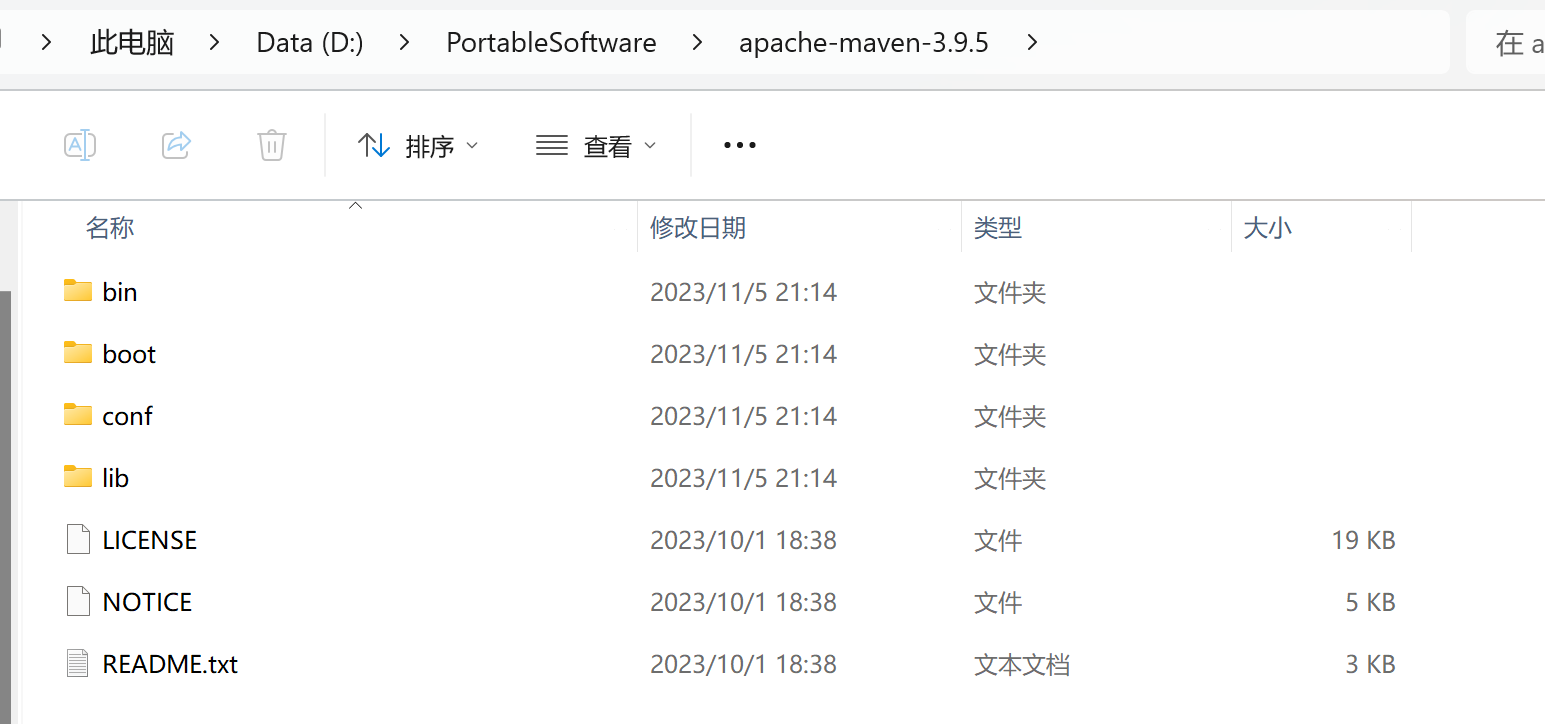 此电脑 > Data (D:) > PortableSoftware > apache-maven-3.9.5 > 在 a
A 排序 查看 •••
名称 修改日期 类型 大小
bin 2023/11/5 21:14 文件夹
boot 2023/11/5 21:14 文件夹
conf 2023/11/5 21:14 文件夹
lib 2023/11/5 21:14 文件夹
LICENSE 2023/10/1 18:38 文件 19 KB
NOTICE 2023/10/1 18:38 文件 5 KB
README.txt 2023/10/1 18:38 文本文档 3 KB